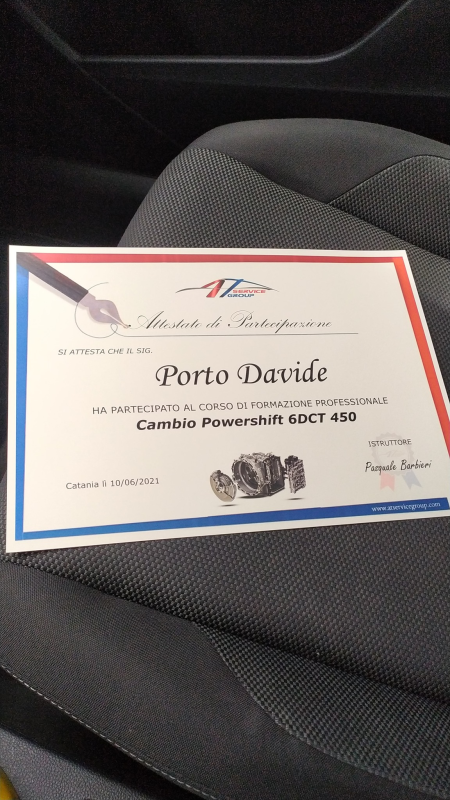 AT SERVICE GROUP
Attestato di Partecipazione
SI ATTESTA CHE IL SIG.
Porto Davide
HA PARTECIPATO AL CORSO DI FORMAZIONE PROFESSIONALE
Cambio Powershift 6DCT 450
ISTRUTTORE
Pasquale Barbieri
Catania lì 10/06/2021
www.atservicegroup.com